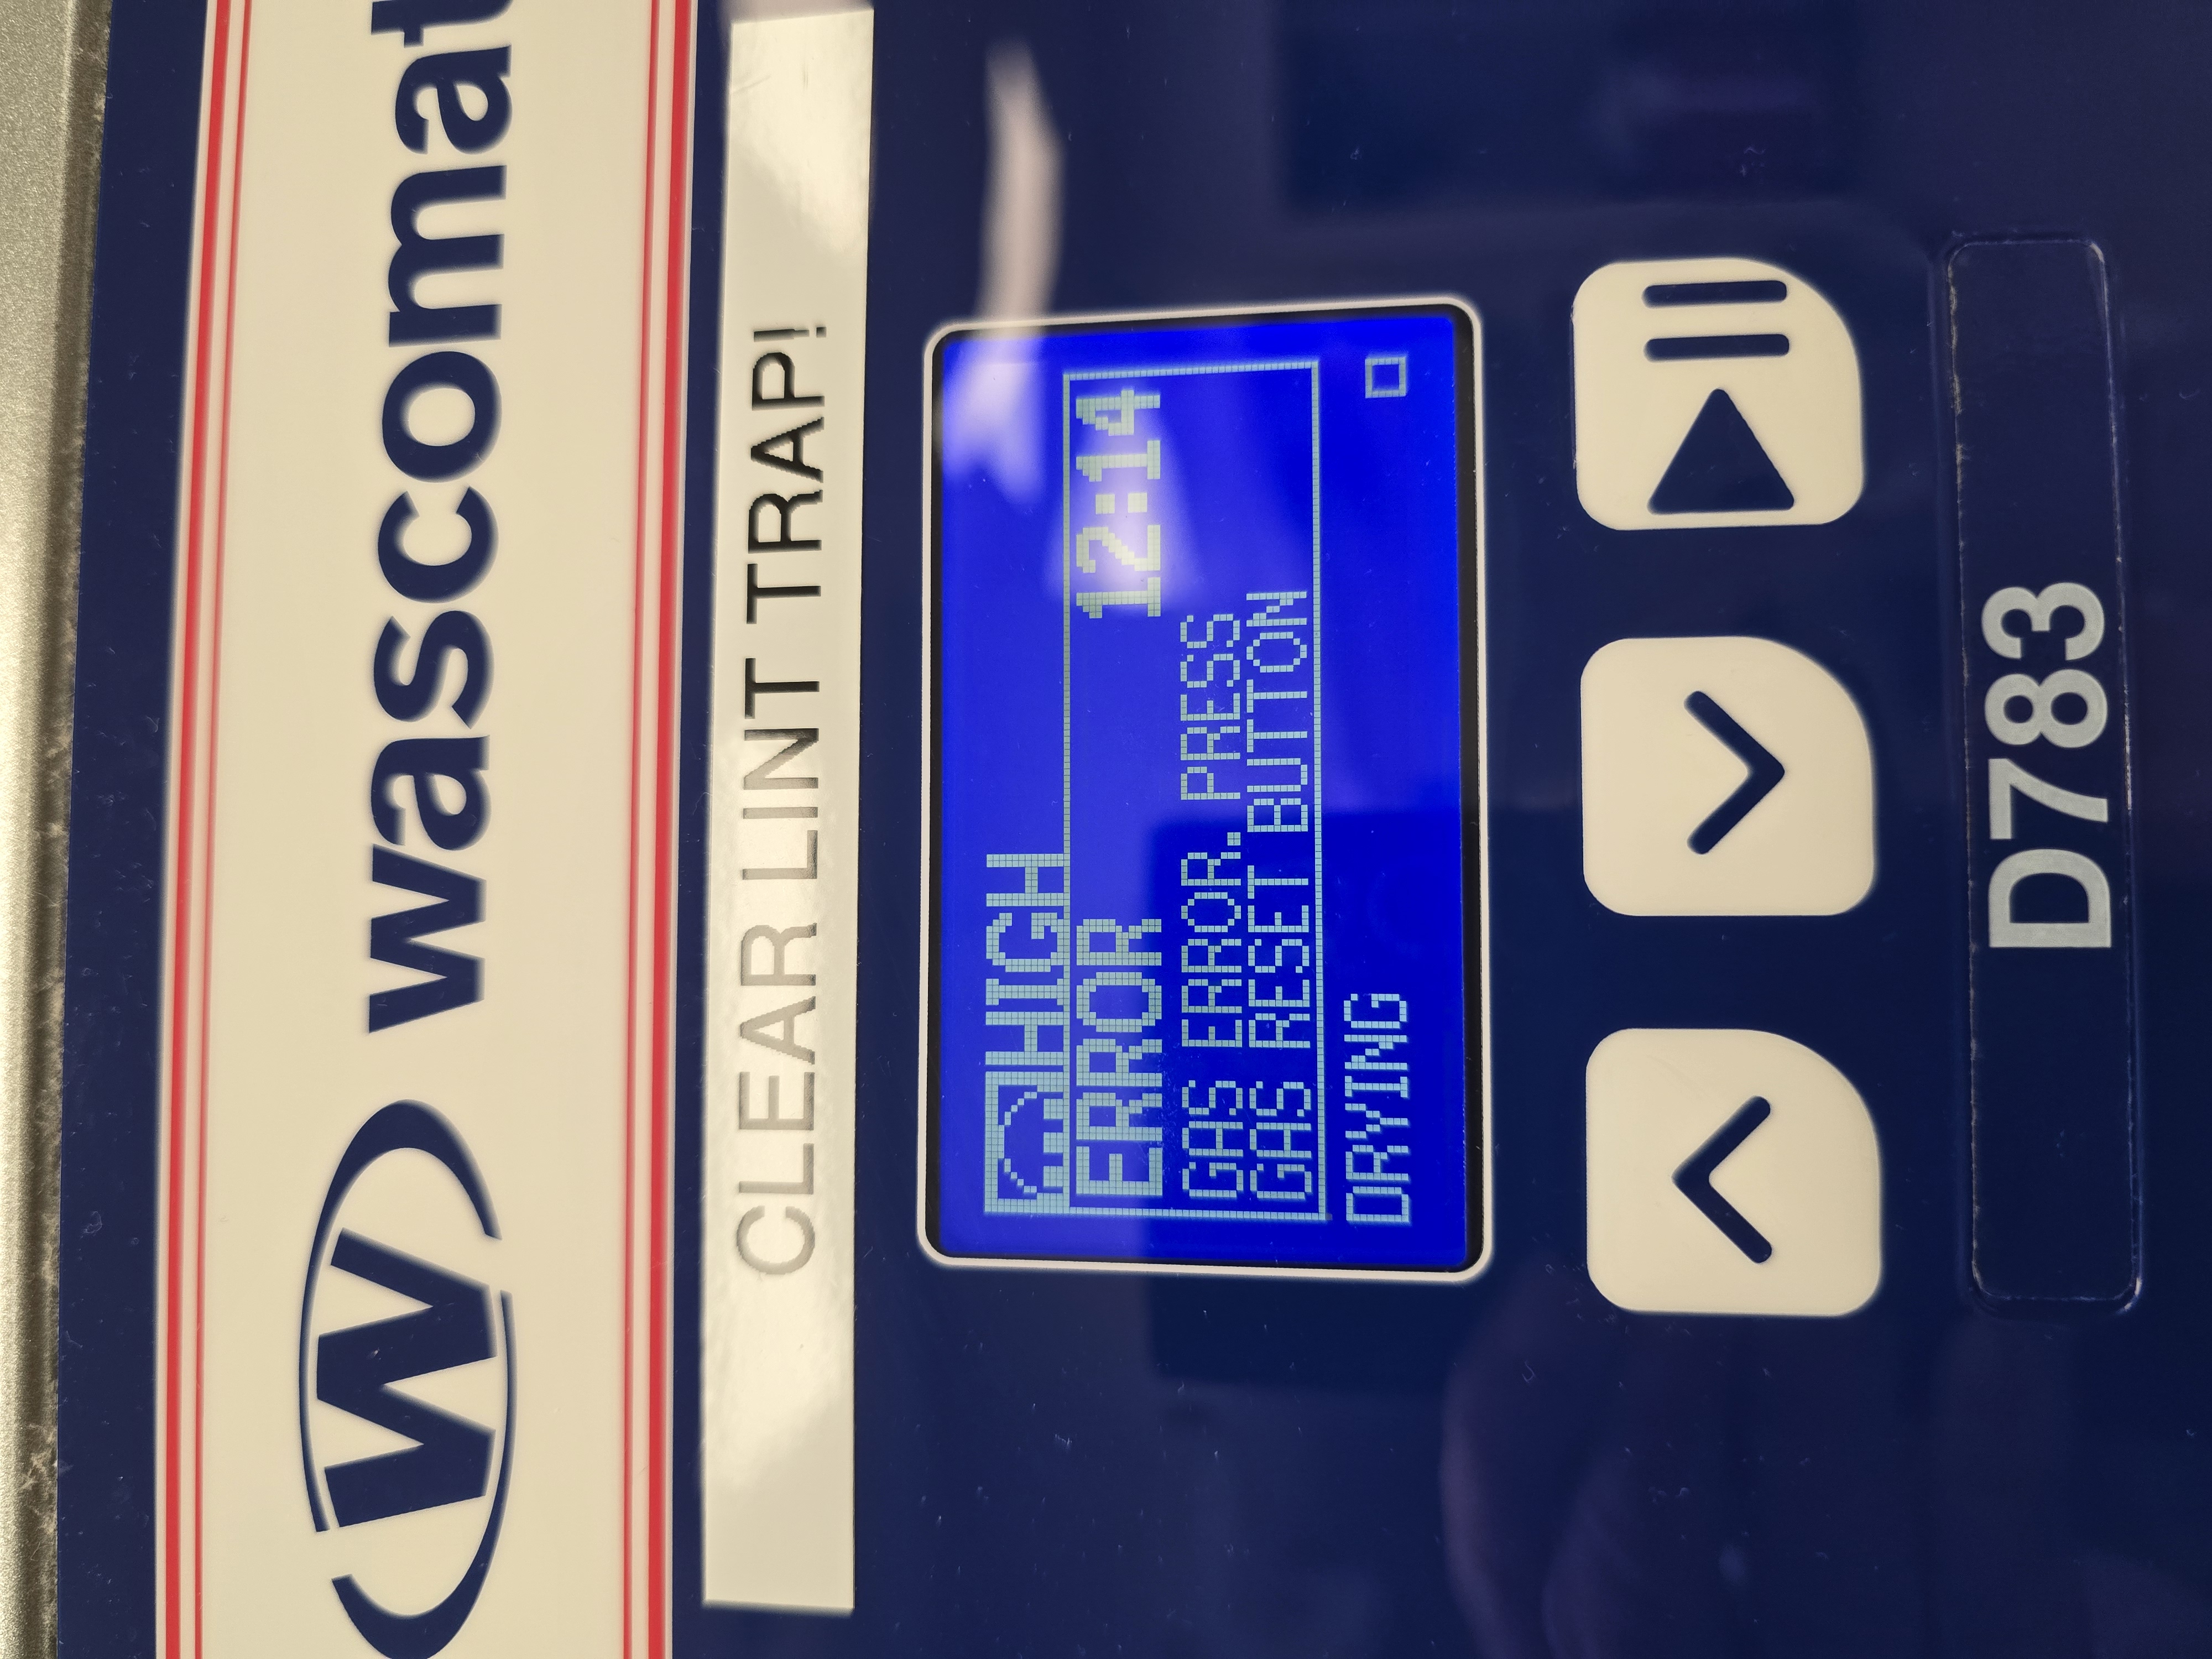 W wascomat
CLEAR LINT TRAP!
HIGH
ERROR 12:14
GAS ERROR. PRESS
GAS RESET BUTTON
DRYING
D783